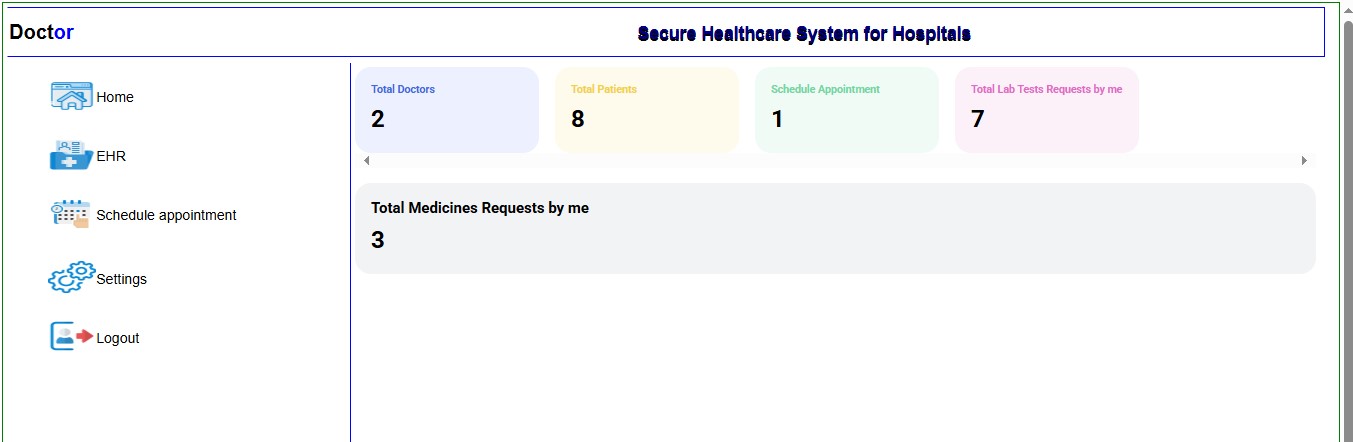 Doctor
Secure Healthcare System for Hospitals
Home
EHR
Schedule appointment
Settings
Logout
Total Doctors
2
Total Patients
8
Schedule Appointment
1
Total Lab Tests Requests by me
7
Total Medicines Requests by me
3